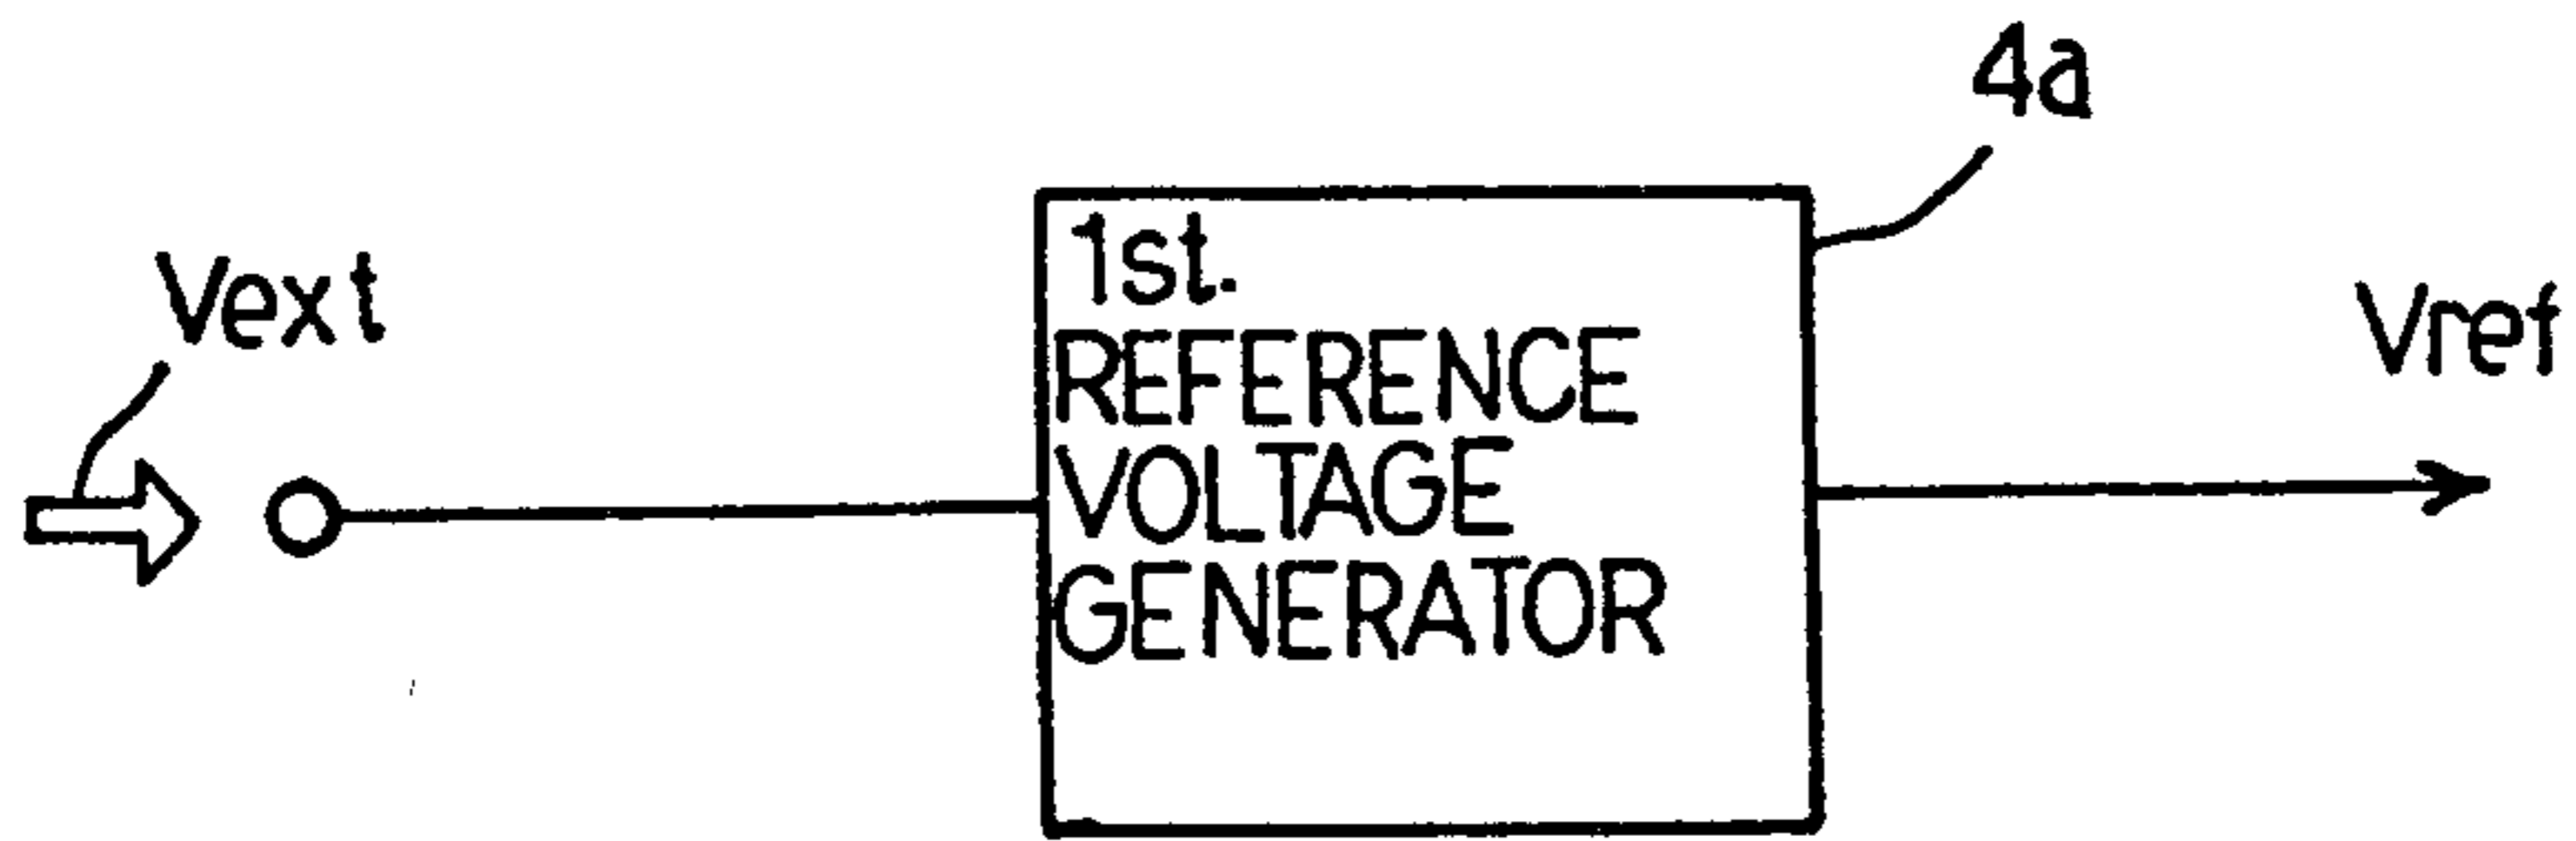 4a
Vext
1st.
REFERENCE
VOLTAGE
GENERATOR
Vref